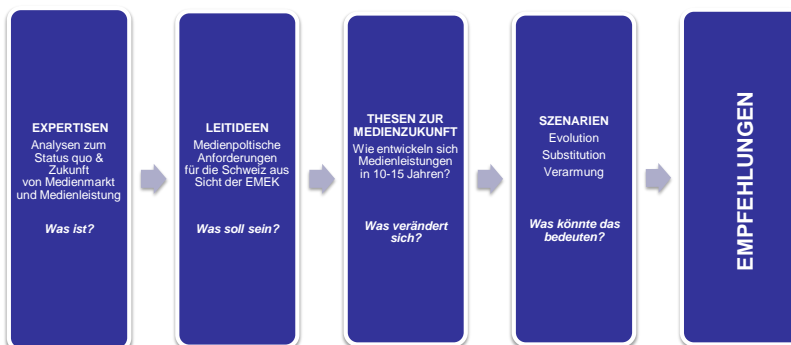 EXPERTISEN
Analysen zum
Status quo &
Zukunft
von Medienmarkt
und Medienleistung
Was ist?
LEITIDEEN
Medienpoltische
Anforderungen
für die Schweiz aus
Sicht der EMEK
Was soll sein?
THESEN ZUR
MEDIENZUKUNFT
Wie entwickeln sich
Medienleistungen
in 10-15 Jahren?
Was verändert
sich?
SZENARIEN
Evolution
Substitution
Verarmung
Was könnte das
bedeuten?
EMPFEHLUNGEN